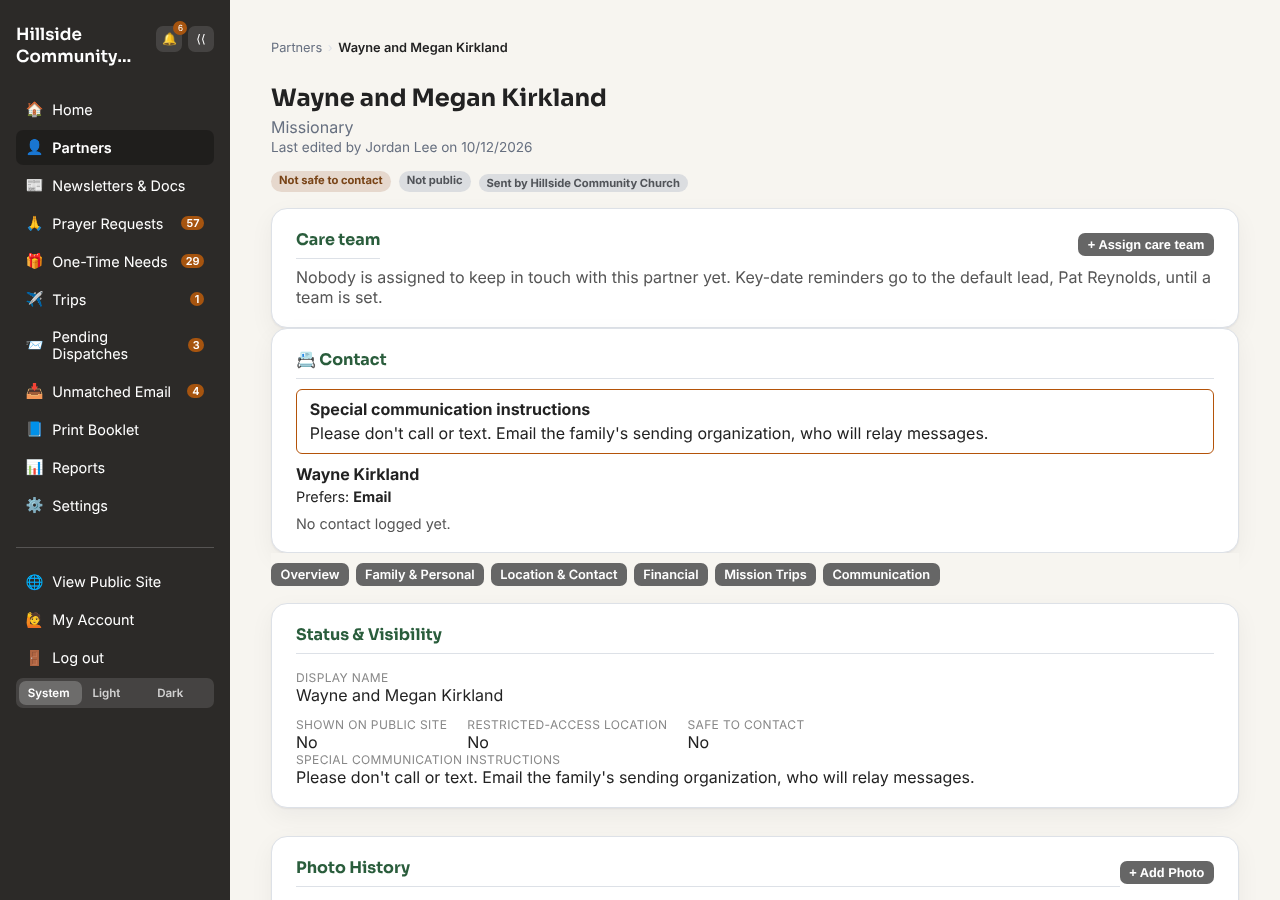 Hillside
Community...
6
⟨⟨
Home
Partners
Newsletters & Docs
Prayer Requests 57
One-Time Needs 29
Trips 1
Pending
Dispatches 3
Unmatched Email 4
Print Booklet
Reports
Settings
View Public Site
My Account
Log out
System Light Dark
Partners › Wayne and Megan Kirkland
Wayne and Megan Kirkland
Missionary
Last edited by Jordan Lee on 10/12/2026
Not safe to contact Not public Sent by Hillside Community Church
Care team
+ Assign care team
Nobody is assigned to keep in touch with this partner yet. Key-date reminders go to the default lead, Pat Reynolds, until a
team is set.
Contact
Special communication instructions
Please don't call or text. Email the family's sending organization, who will relay messages.
Wayne Kirkland
Prefers: Email
No contact logged yet.
Overview Family & Personal Location & Contact Financial Mission Trips Communication
Status & Visibility
DISPLAY NAME
Wayne and Megan Kirkland
SHOWN ON PUBLIC SITE RESTRICTED-ACCESS LOCATION SAFE TO CONTACT
No No No
SPECIAL COMMUNICATION INSTRUCTIONS
Please don't call or text. Email the family's sending organization, who will relay messages.
Photo History
+ Add Photo